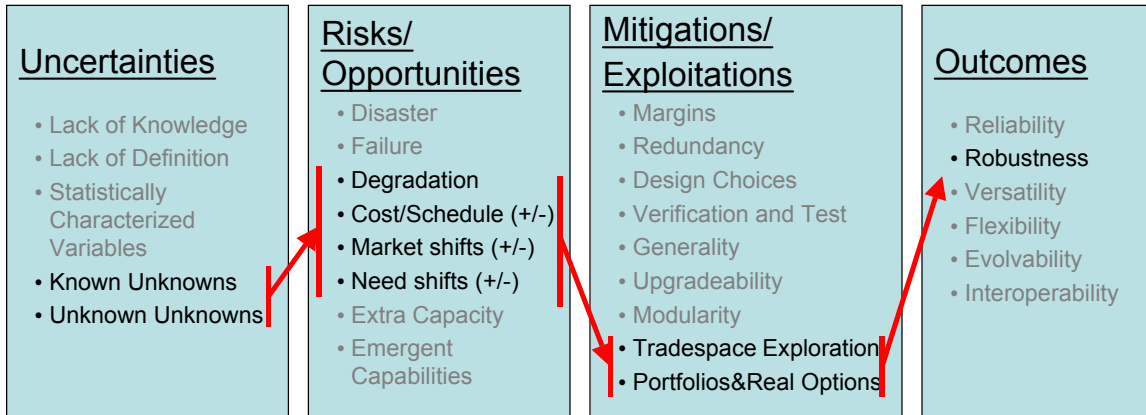 Uncertainties
• Lack of Knowledge
• Lack of Definition
• Statistically
Characterized
Variables
• Known Unknowns
• Unknown Unknowns
Risks/
Opportunities
• Disaster
• Failure
• Degradation
• Cost/Schedule (+/-)
• Market shifts (+/-)
• Need shifts (+/-)
• Extra Capacity
• Emergent
Capabilities
Mitigations/
Exploitations
• Margins
• Redundancy
• Design Choices
• Verification and Test
• Generality
• Upgradeability
• Modularity
• Tradespace Exploration
• Portfolios&Real Options
Outcomes
• Reliability
• Robustness
• Versatility
• Flexibility
• Evolvability
• Interoperability